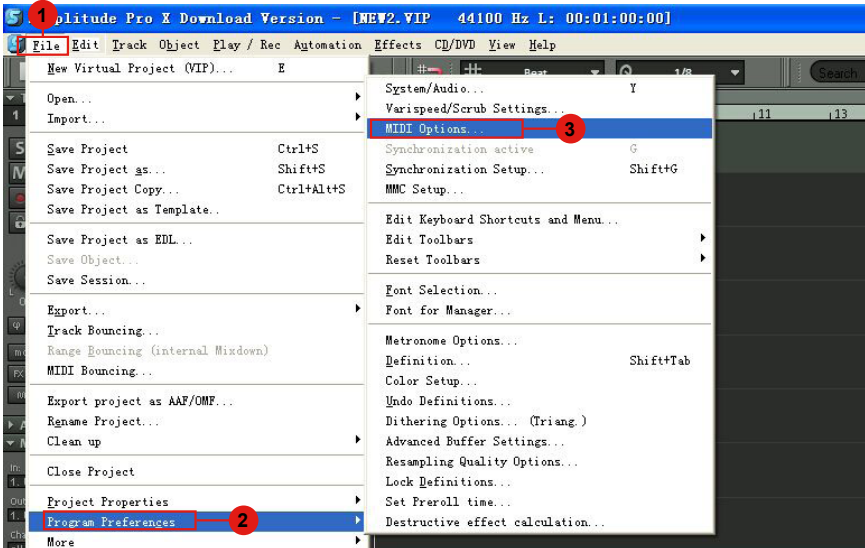 1
plitude Pro X Download Version - [NEW2.VIP 44100 Hz L: 00:01:00:00]
File Edit Track Object Play / Rec Automation Effects CD/DVD View Help
Beat
1/8
Search
11
13
New Virtual Project (VIP)... E
Open...
Import...
Save Project Ctrl+S
Save Project as... Shift+S
Save Project Copy... Ctrl+Alt+S
Save Project as Template..
Save Project as EDL...
Save Object...
Save Session...
Export...
Track Bouncing...
Range Bouncing (internal Mixdown)
MIDI Bouncing...
Export project as AAF/OMF...
Rename Project...
Clean up
Close Project
Project Properties
Program Preferences
2
More
System/Audio... Y
Varispeed/Scrub Settings...
MIDI Options...
3
Synchronization active G
Synchronization Setup... Shift+G
MMC Setup...
Edit Keyboard Shortcuts and Menu...
Edit Toolbars
Reset Toolbars
Font Selection...
Font for Manager...
Metronome Options...
Definition... Shift+Tab
Color Setup...
Undo Definitions...
Dithering Options... (Triang.)
Advanced Buffer Settings...
Resampling Quality Options...
Lock Definitions...
Set Preroll time...
Destructive effect calculation...
1
S
M
In:
Out
Cha